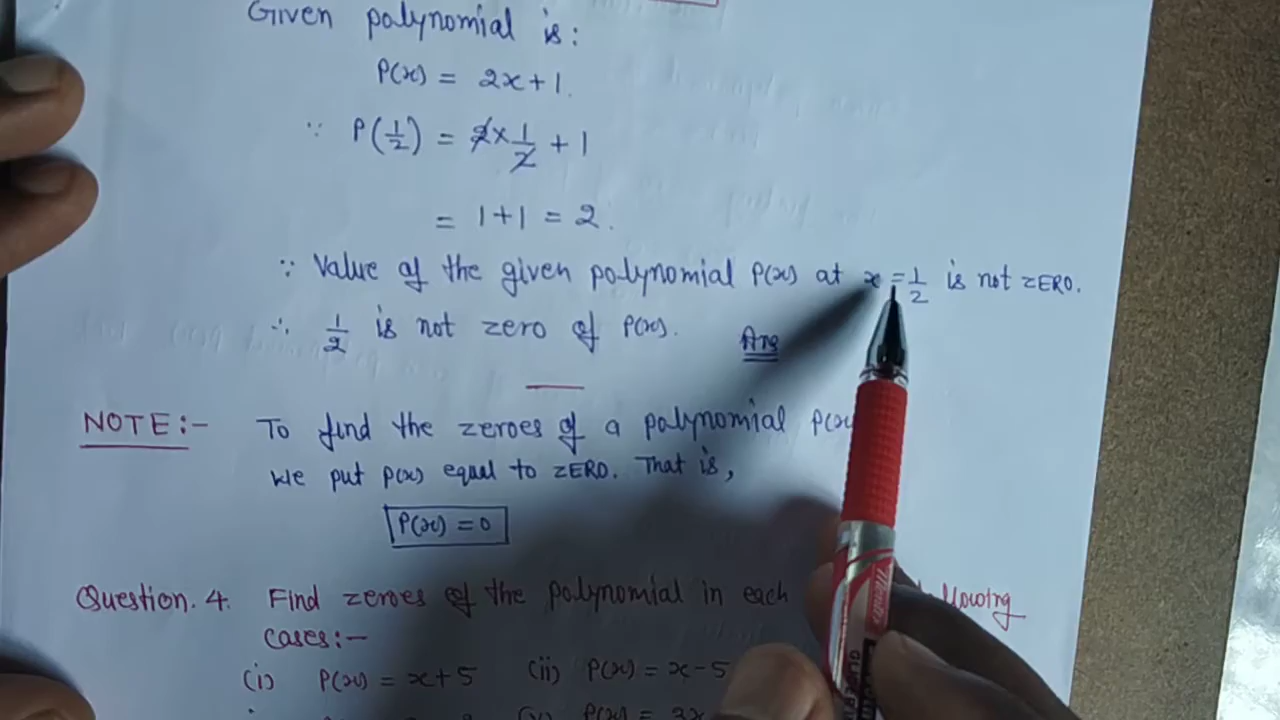 Given polynomial is:
P(x) = 2x+1.
∵ P(1/2) = 2×1/2 + 1
= 1+1 = 2.
∵ Value of the given polynomial P(x) at x = 1/2 is not ZERO.
∴ 1/2 is not zero of P(x). Ans
NOTE:- To find the zeroes of a polynomial
we put P(x) equal to ZERO. That is,
P(x) = 0
Question. 4. Find zeroes of the polynomial in each
cases:-
(i) P(x) = x+5 (ii) P(x) = x-5